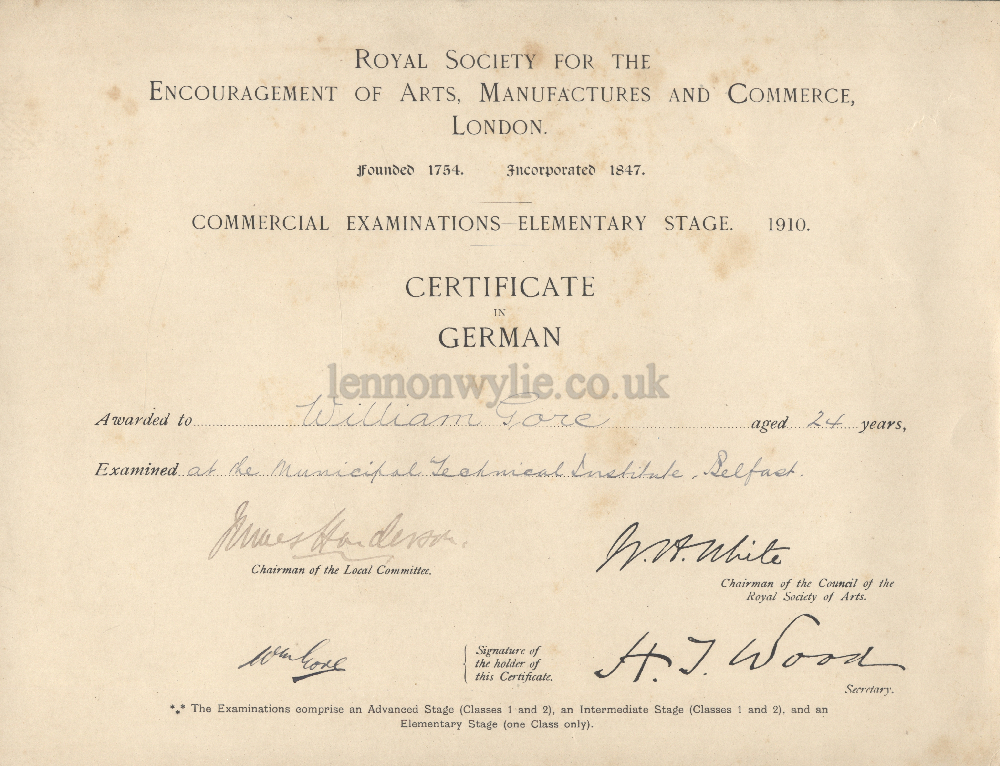 ROYAL SOCIETY FOR THE
ENCOURAGEMENT OF ARTS, MANUFACTURES AND COMMERCE,
LONDON.
Founded 1754. Incorporated 1847.
COMMERCIAL EXAMINATIONS—ELEMENTARY STAGE. 1910.
CERTIFICATE
IN
GERMAN
lennonwylie.co.uk
Awarded to William Gore aged 24 years,
Examined at the Municipal Technical Institute, Belfast.
James Henderson.
Chairman of the Local Committee.
W. H. White
Chairman of the Council of the
Royal Society of Arts.
Wm Gore
Signature of
the holder of
this Certificate.
H. T. Wood
Secretary.
*⁎* The Examinations comprise an Advanced Stage (Classes 1 and 2), an Intermediate Stage (Classes 1 and 2), and an
Elementary Stage (one Class only).